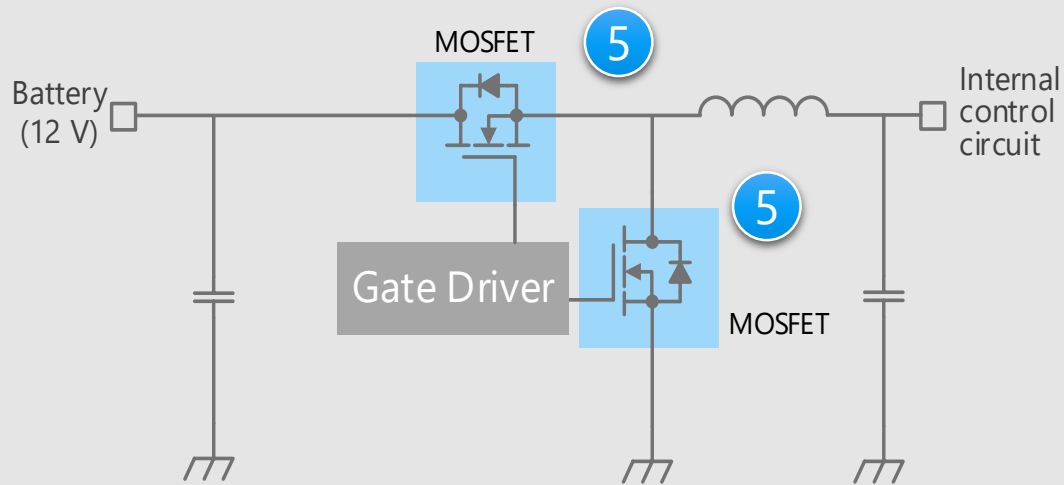 MOSFET
5
Battery
(12 V)
Internal
control
circuit
5
Gate Driver
MOSFET